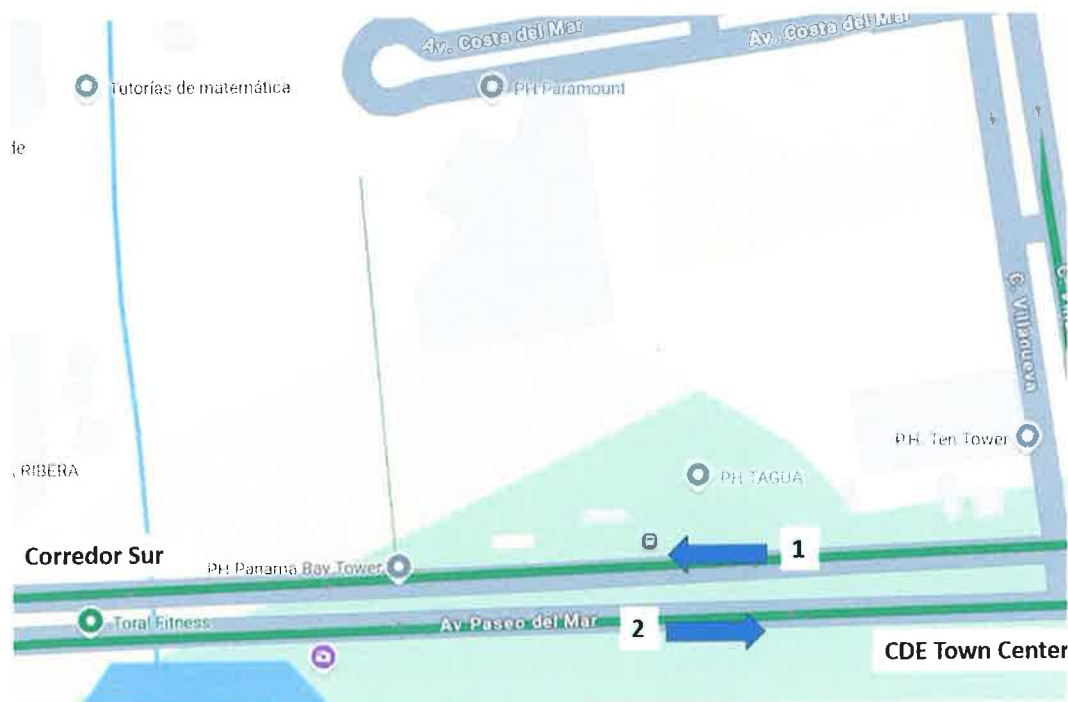 Av. Costa del Mar
Av. Costa del Mar
Tutorías de matemática
PH Paramount
de
C. Villanueva
P.H. Ten Tower
RIBERA
PH TAGUA
Corredor Sur
1
PH Panama Bay Tower
Toral Fitness
Av Paseo del Mar
2
CDE Town Center